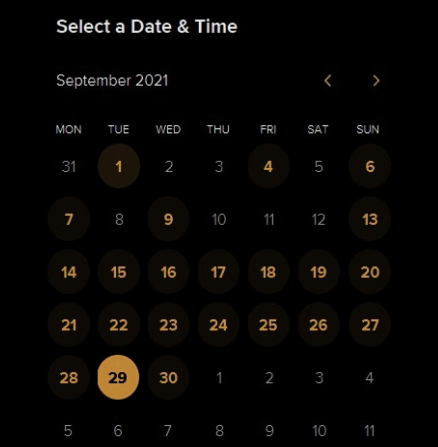 Select a Date & Time
September 2021
MON TUE WED THU FRI SAT SUN
31 1 2 3 4 5 6
7 8 9 10 11 12 13
14 15 16 17 18 19 20
21 22 23 24 25 26 27
28 29 30 1 2 3 4
5 6 7 8 9 10 11